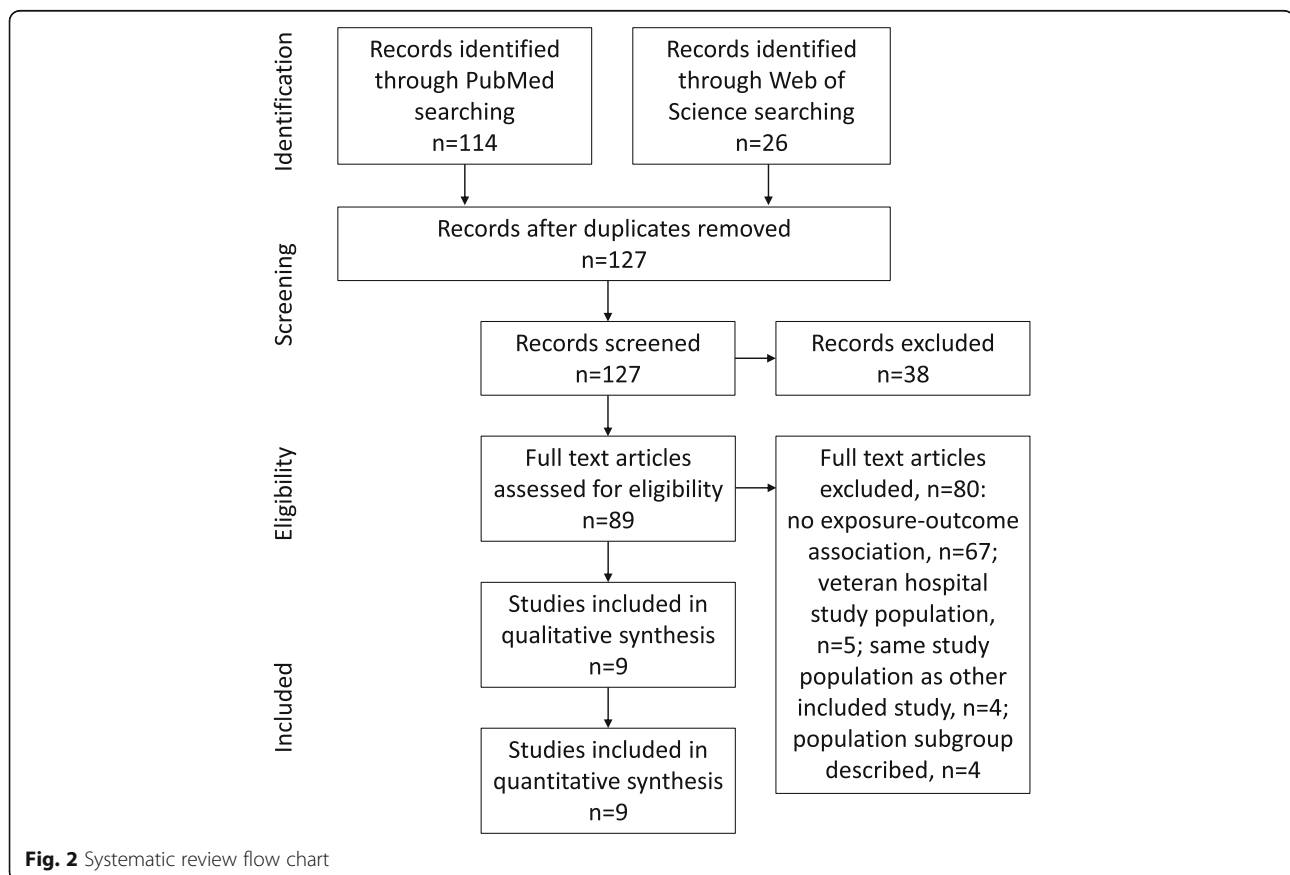 Identification
Records identified
through PubMed
searching
n=114
Records identified
through Web of
Science searching
n=26
Screening
Records after duplicates removed
n=127
Records screened
n=127
Records excluded
n=38
Eligibility
Full text articles
assessed for eligibility
n=89
Full text articles
excluded, n=80:
no exposure-outcome
association, n=67;
veteran hospital
study population,
n=5; same study
population as other
included study, n=4;
population subgroup
described, n=4
Included
Studies included in
qualitative synthesis
n=9
Studies included in
quantitative synthesis
n=9
Fig. 2 Systematic review flow chart